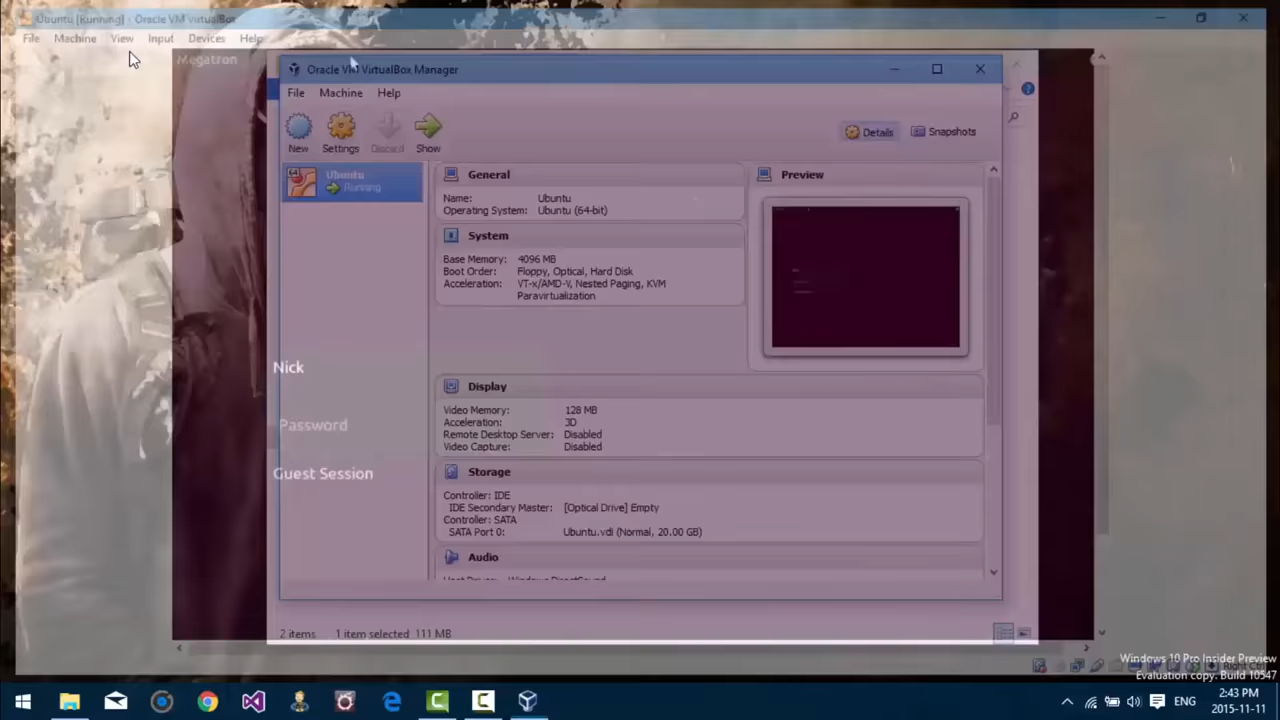 Ubuntu [Running] - Oracle VM VirtualBox
File Machine View Input Devices Help
Megatron
Oracle VM VirtualBox Manager
File Machine Help
New Settings Discard Show
Details Snapshots
Ubuntu
Running
General
Name: Ubuntu
Operating System: Ubuntu (64-bit)
Preview
System
Base Memory: 4096 MB
Boot Order: Floppy, Optical, Hard Disk
Acceleration: VT-x/AMD-V, Nested Paging, KVM
Paravirtualization
Nick
Password
Guest Session
Display
Video Memory: 128 MB
Acceleration: 3D
Remote Desktop Server: Disabled
Video Capture: Disabled
Storage
Controller: IDE
IDE Secondary Master: [Optical Drive] Empty
Controller: SATA
SATA Port 0: Ubuntu.vdi (Normal, 20.00 GB)
Audio
Host Driver: Windows DirectSound
2 items 1 item selected 111 MB
Right Ctrl
Windows 10 Pro Insider Preview
Evaluation copy. Build 10547
ENG
2:43 PM
2015-11-11